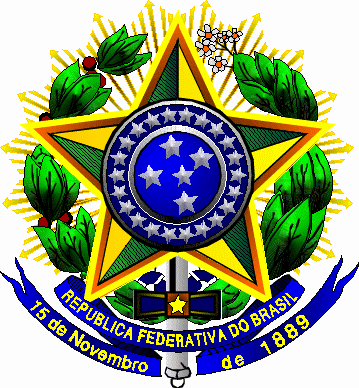 REPUBLICA FEDERATIVA DO BRASIL
15 de Novembro de 1889